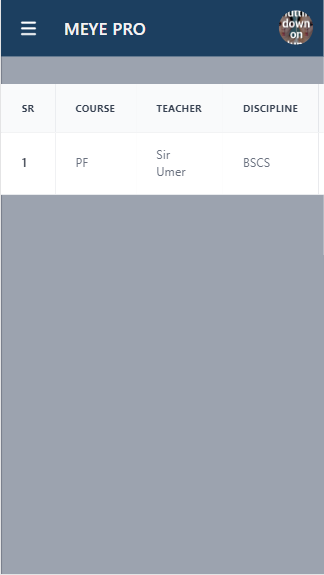 MEYE PRO
down
on
SR COURSE TEACHER DISCIPLINE
1 PF Sir Umer BSCS